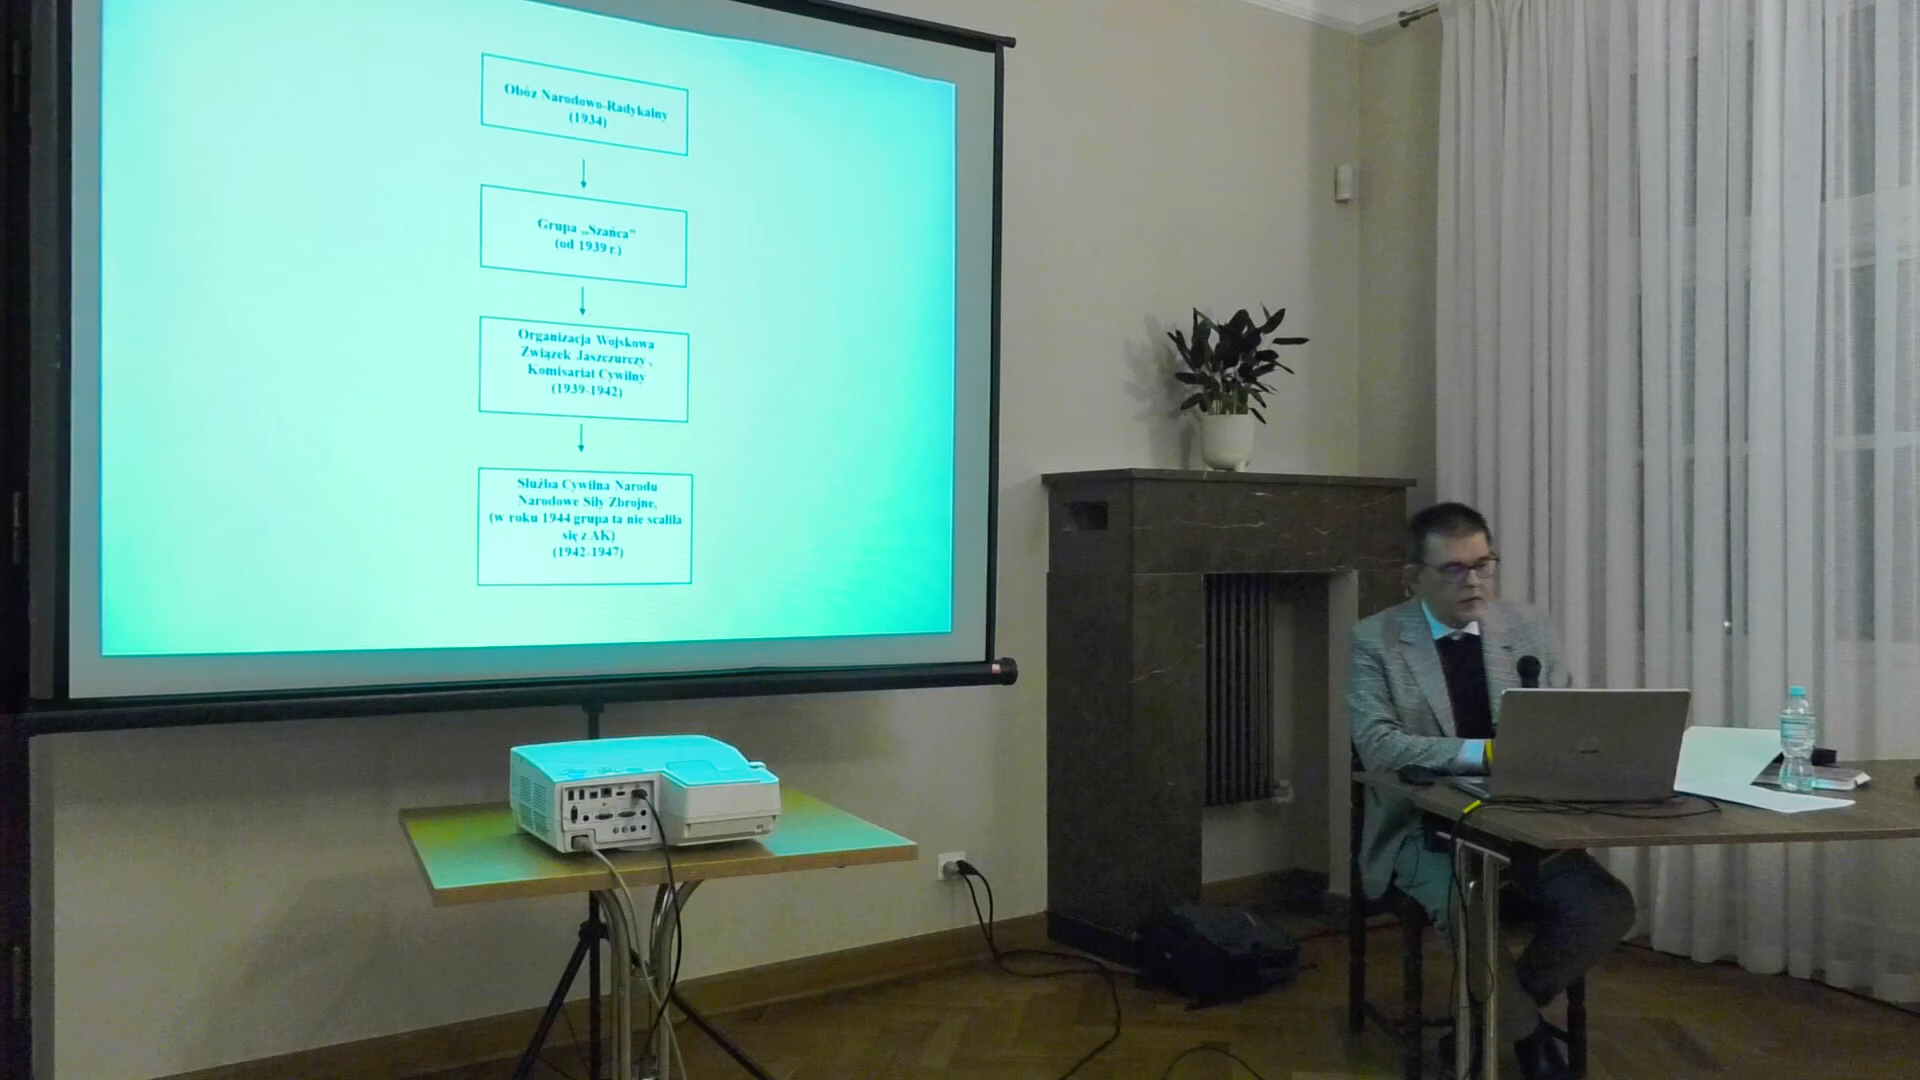 Obóz Narodowo-Radykalny
(1934)
Grupa „Szańca"
(od 1939 r.)
Organizacja Wojskowa
Związek Jaszczurczy ,
Komisariat Cywilny
(1939-1942)
Służba Cywilna Narodu
Narodowe Siły Zbrojne,
(w roku 1944 grupa ta nie scaliła
się z AK)
(1942-1947)